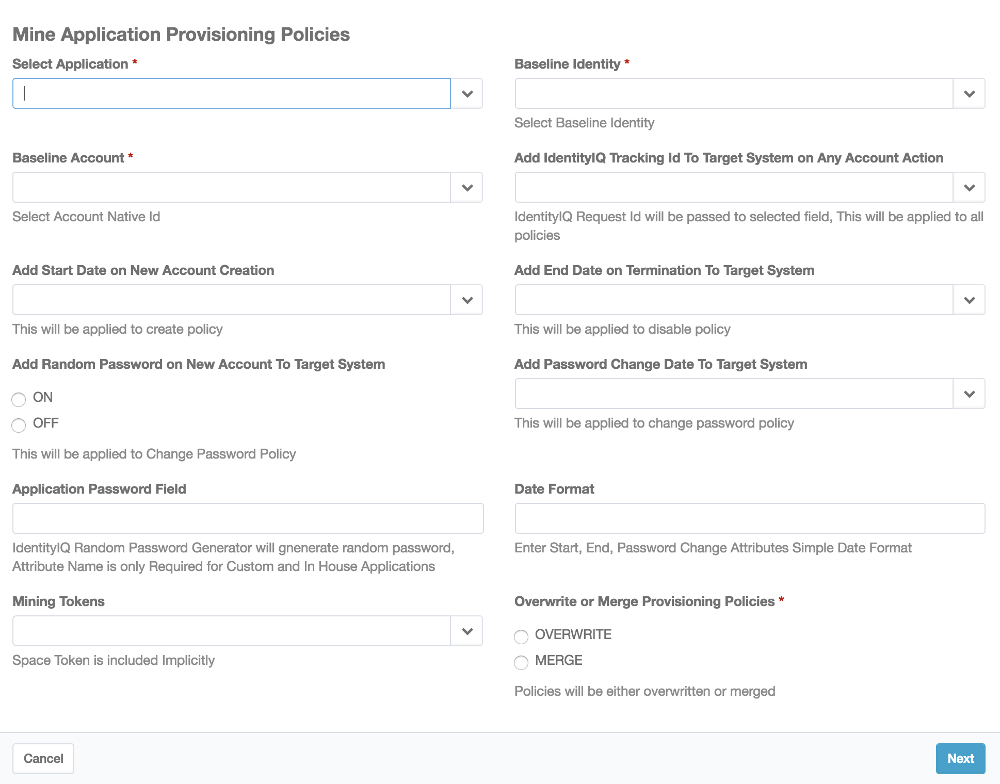 Mine Application Provisioning Policies
Select Application *
Baseline Identity *
Select Baseline Identity
Baseline Account *
Add IdentityIQ Tracking Id To Target System on Any Account Action
Select Account Native Id
IdentityIQ Request Id will be passed to selected field, This will be applied to all
policies
Add Start Date on New Account Creation
Add End Date on Termination To Target System
This will be applied to create policy
This will be applied to disable policy
Add Random Password on New Account To Target System
Add Password Change Date To Target System
ON
OFF
This will be applied to change password policy
This will be applied to Change Password Policy
Application Password Field
Date Format
IdentityIQ Random Password Generator will gnenerate random password,
Attribute Name is only Required for Custom and In House Applications
Enter Start, End, Password Change Attributes Simple Date Format
Mining Tokens
Overwrite or Merge Provisioning Policies *
Space Token is included Implicitly
OVERWRITE
MERGE
Policies will be either overwritten or merged
Cancel
Next